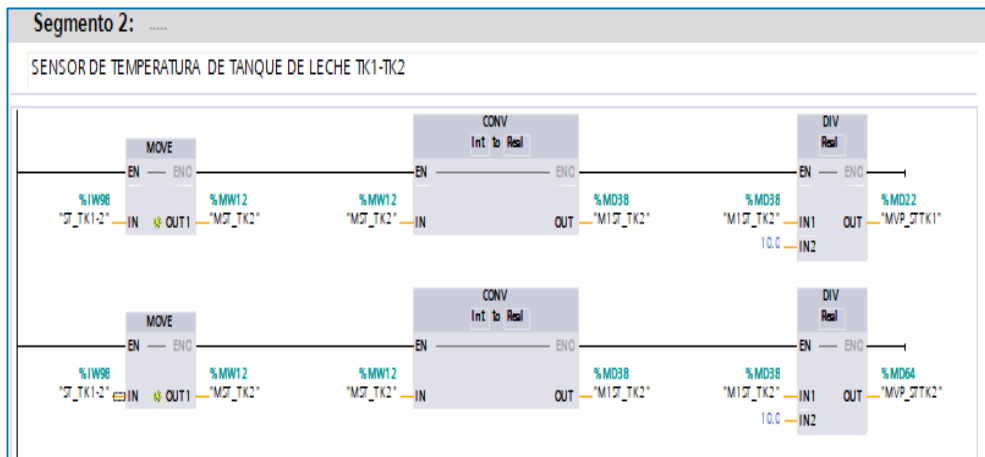 Segmento 2: .....
SENSOR DE TEMPERATURA DE TANQUE DE LECHE TK1-TK2
MOVE
EN ENO
%IW98
"ST_TK1-2" IN
OUT1 %MW12
"MST_TK2"
CONV
Int to Real
EN ENO
%MW12
"MST_TK2" IN
OUT %MD38
"M1ST_TK2"
DIV
Real
EN ENO
%MD38
"M1ST_TK2" IN1
10.0 IN2
OUT %MD22
"MVP_STTK1"
MOVE
EN ENO
%IW98
"ST_TK1-2" IN
OUT1 %MW12
"MST_TK2"
CONV
Int to Real
EN ENO
%MW12
"MST_TK2" IN
OUT %MD38
"M1ST_TK2"
DIV
Real
EN ENO
%MD38
"M1ST_TK2" IN1
10.0 IN2
OUT %MD64
"MVP_STTK2"